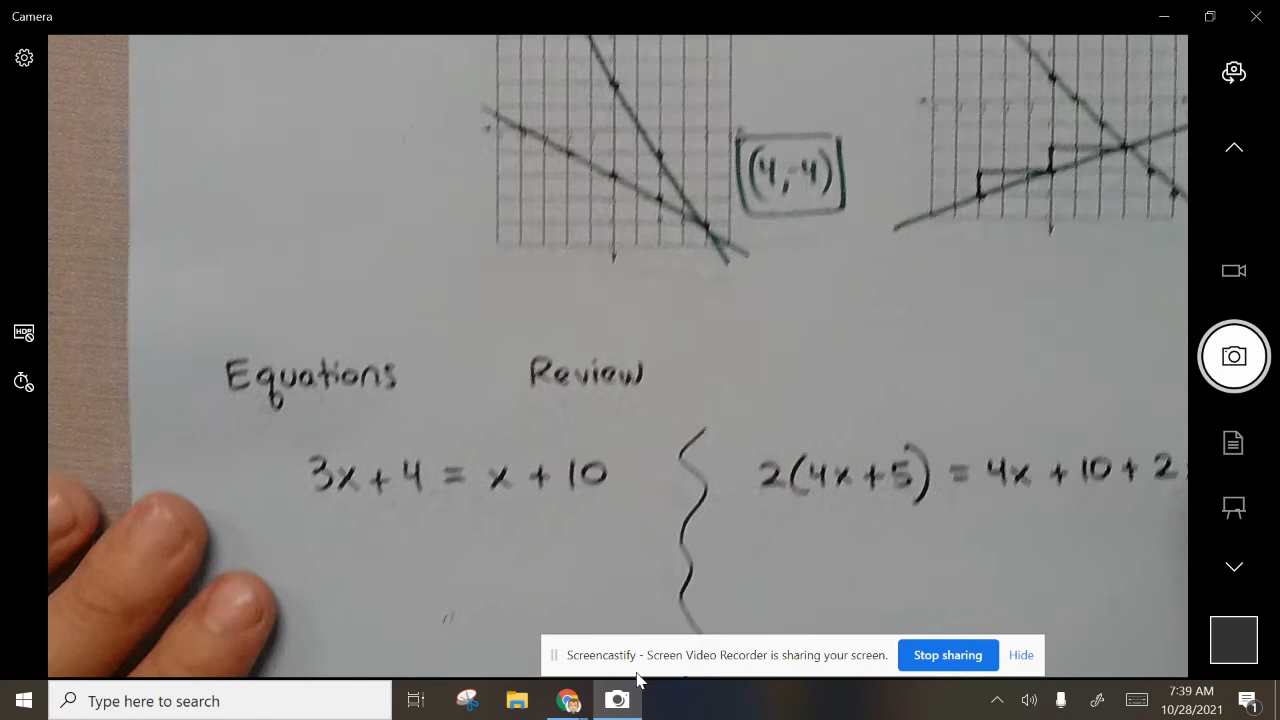 Camera
(4,-4)
Equations Review
3x + 4 = x + 10
2(4x+5) = 4x + 10 + 2
Screencastify - Screen Video Recorder is sharing your screen.
Stop sharing
Hide
Type here to search
7:39 AM
10/28/2021
1